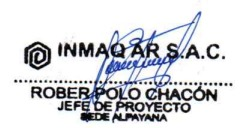 INMAQ AR S.A.C.
ROBER POLO CHACÓN
JEFE DE PROYECTO
SEDE ALPAYANA